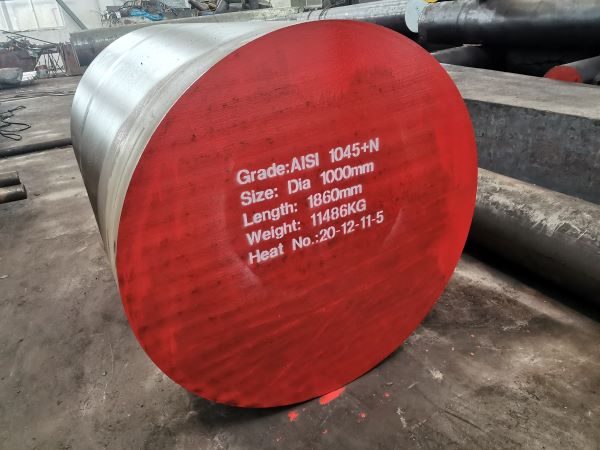 Grade:AISI 1045+N
Size: Dia 1000mm
Length: 1860mm
Weight: 11486KG
Heat No.:20-12-11-5